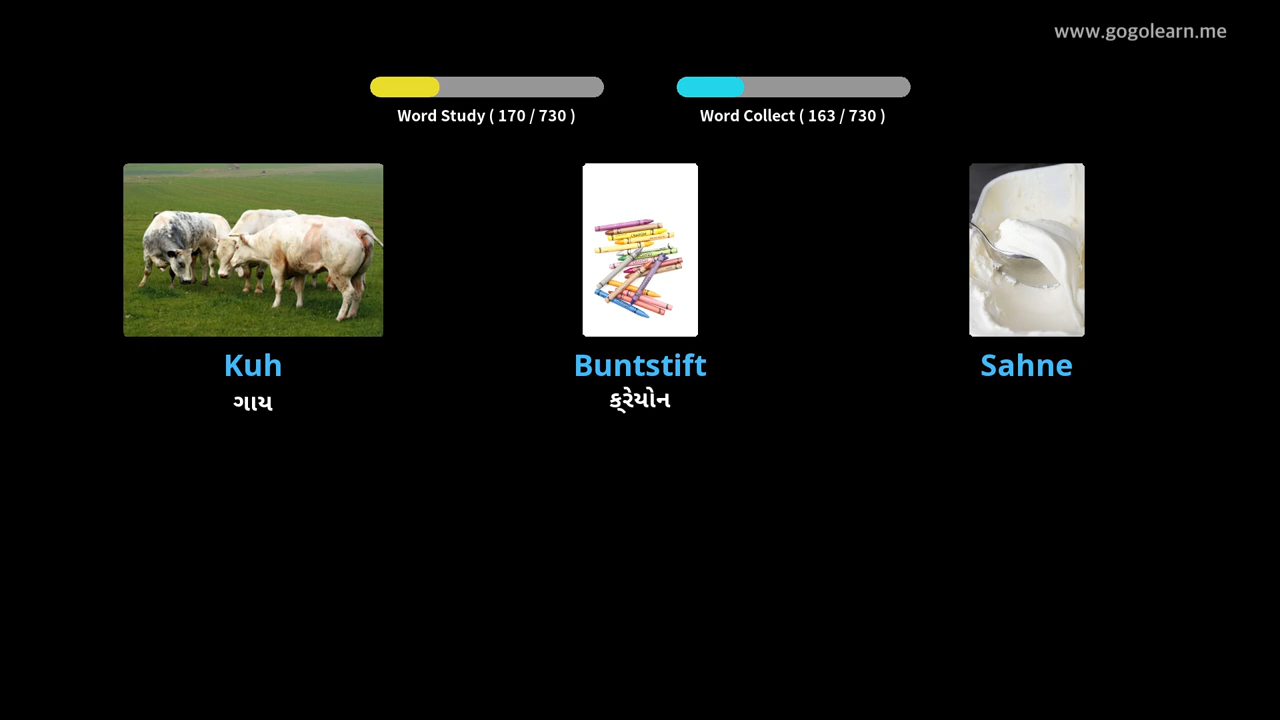 www.gogolearn.me
Word Study ( 170 / 730 )
Word Collect ( 163 / 730 )
Kuh
Buntstift
Sahne
ગાય
ક્રેયોન